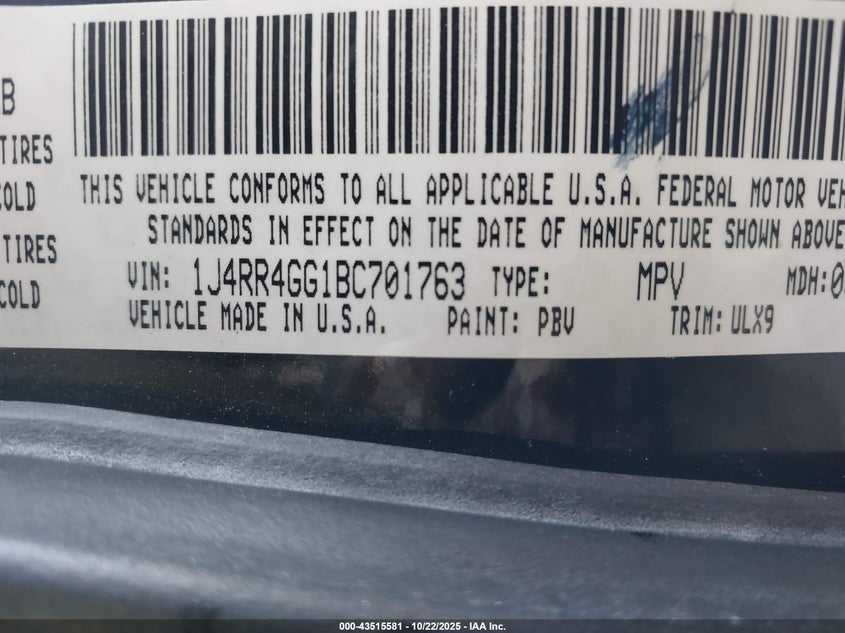 B
TIRES
COLD
TIRES
COLD
THIS VEHICLE CONFORMS TO ALL APPLICABLE U.S.A. FEDERAL MOTOR VEH
STANDARDS IN EFFECT ON THE DATE OF MANUFACTURE SHOWN ABOVE
VIN: 1J4RR4GG1BC701763 TYPE: MPV MDH:0
VEHICLE MADE IN U.S.A. PAINT: PBV TRIM: ULX9
000-43515581 - 10/22/2025 - IAA Inc.